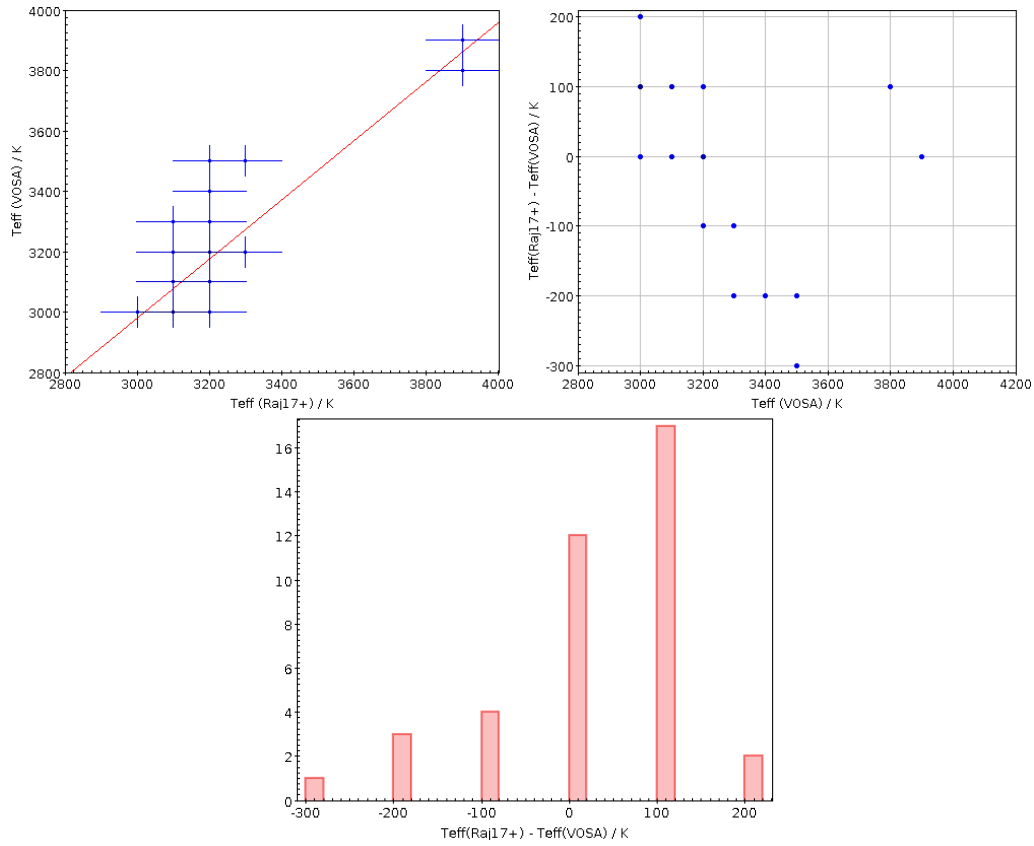 4000
3800
3600
3400
3200
3000
2800
Teff (VOSA) / K
2800 3000 3200 3400 3600 3800 4000
Teff (Raj17+) / K
200
100
0
-100
-200
-300
Teff(Raj17+) - Teff(VOSA) / K
2800 3000 3200 3400 3600 3800 4000 4200
Teff (VOSA) / K
16
14
12
10
8
6
4
2
0
-300 -200 -100 0 100 200
Teff(Raj17+) - Teff(VOSA) / K